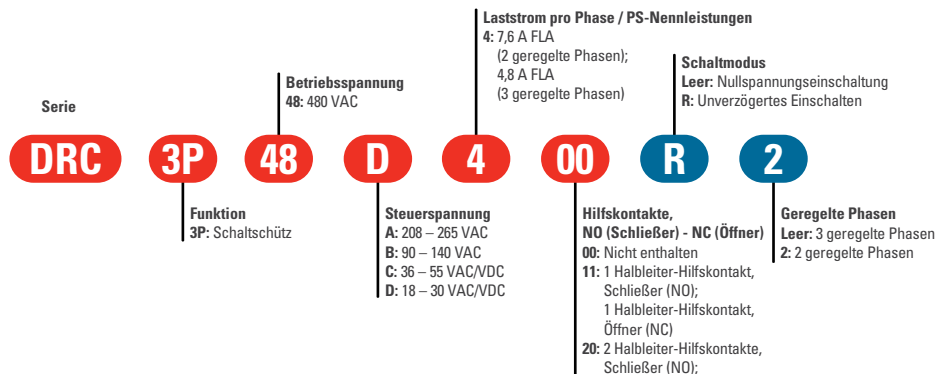 Laststrom pro Phase / PS-Nennleistungen
4: 7,6 A FLA
(2 geregelte Phasen);
4,8 A FLA
(3 geregelte Phasen)
Schaltmodus
Leer: Nullspannungseinschaltung
R: Unverzögertes Einschalten
Betriebsspannung
48: 480 VAC
Serie
DRC 3P 48 D 4 00 R 2
Funktion
3P: Schaltschütz
Steuerspannung
A: 208 – 265 VAC
B: 90 – 140 VAC
C: 36 – 55 VAC/VDC
D: 18 – 30 VAC/VDC
Hilfskontakte,
NO (Schließer) - NC (Öffner)
00: Nicht enthalten
11: 1 Halbleiter-Hilfskontakt,
Schließer (NO);
1 Halbleiter-Hilfskontakt,
Öffner (NC)
20: 2 Halbleiter-Hilfskontakte,
Schließer (NO);
Geregelte Phasen
Leer: 3 geregelte Phasen
2: 2 geregelte Phasen